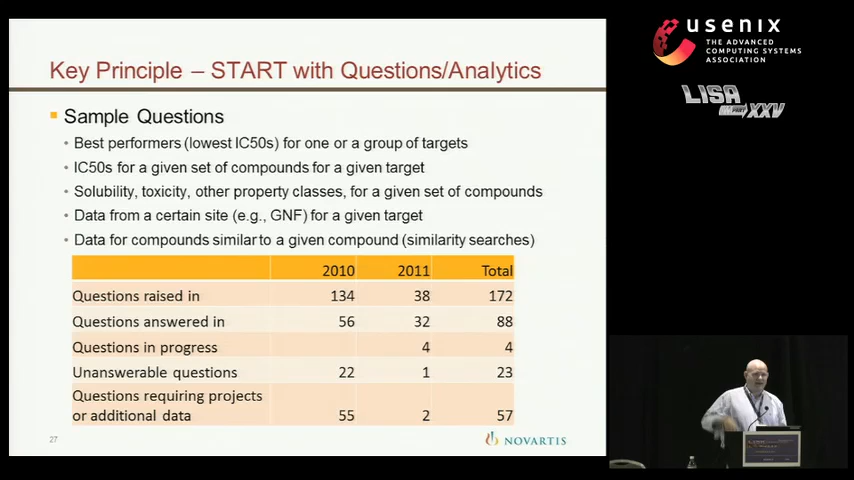 Key Principle – START with Questions/Analytics
Sample Questions
Best performers (lowest IC50s) for one or a group of targets
IC50s for a given set of compounds for a given target
Solubility, toxicity, other property classes, for a given set of compounds
Data from a certain site (e.g., GNF) for a given target
Data for compounds similar to a given compound (similarity searches)
2010 2011 Total
Questions raised in 134 38 172
Questions answered in 56 32 88
Questions in progress 4 4
Unanswerable questions 22 1 23
Questions requiring projects
or additional data 55 2 57
27
NOVARTIS
usenix
THE ADVANCED
COMPUTING SYSTEMS
ASSOCIATION
LISA
XXV